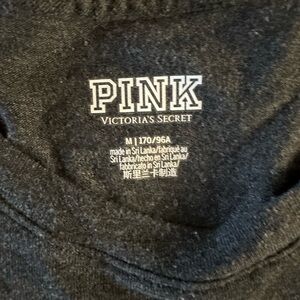 PINK
VICTORIA'S SECRET
M | 170/96A
made in Sri Lanka/fabriqué au
Sri Lanka/hecho en Sri Lanka/
fabbricato in Sri Lanka/
斯里兰卡制造